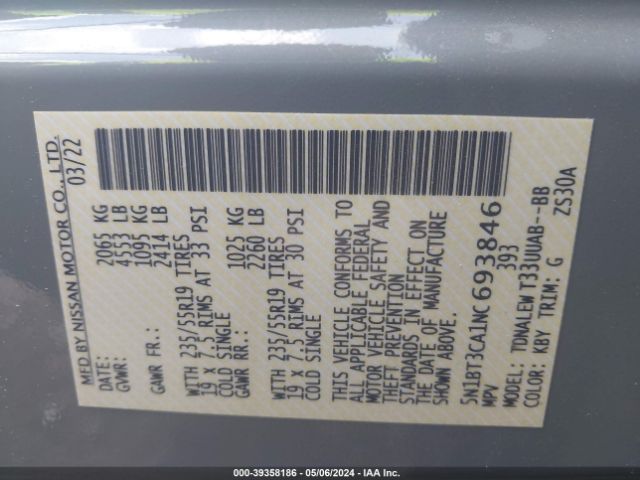 MFD BY NISSAN MOTOR CO., LTD.
DATE: 03/22
GVWR: 2065 KG
4553 LB
GAWR FR.: 1095 KG
2414 LB
WITH 235/55R19 TIRES
19 x 7.5 RIMS AT 33 PSI
COLD SINGLE
GAWR RR.: 1025 KG
2260 LB
WITH 235/55R19 TIRES
19 x 7.5 RIMS AT 30 PSI
COLD SINGLE
THIS VEHICLE CONFORMS TO
ALL APPLICABLE FEDERAL
MOTOR VEHICLE SAFETY AND
THEFT PREVENTION
STANDARDS IN EFFECT ON
THE DATE OF MANUFACTURE
SHOWN ABOVE.
5N1BT3CA1NC693846
MPV 393
MODEL: TDNALEW T33UUAB--BB
COLOR: KBY TRIM: G ZS30A
000-39358186 - 05/06/2024 - IAA Inc.